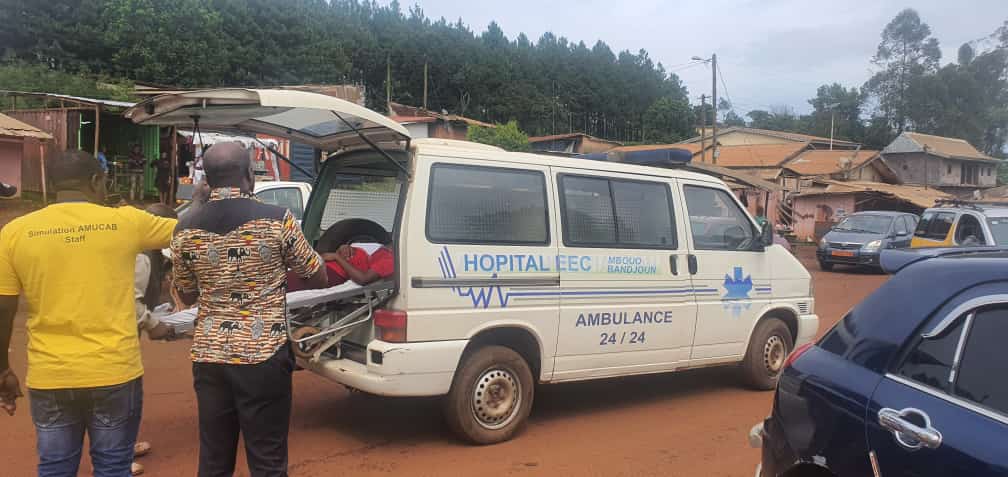 Simulation AMUCAB
Staff
HOPITAL EEC MBOUO
BANDJOUN
AMBULANCE
24 / 24